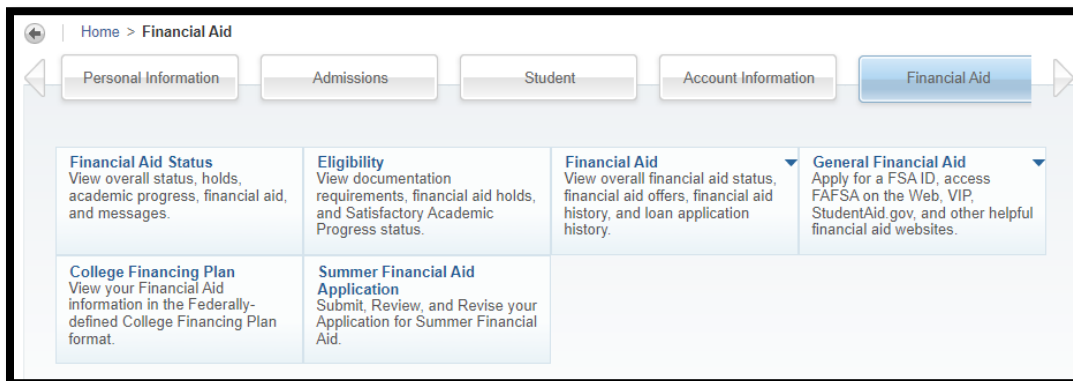 Home > Financial Aid
Personal Information
Admissions
Student
Account Information
Financial Aid
Financial Aid Status
View overall status, holds,
academic progress, financial aid,
and messages.
Eligibility
View documentation
requirements, financial aid holds,
and Satisfactory Academic
Progress status.
Financial Aid
View overall financial aid status,
financial aid offers, financial aid
history, and loan application
history.
General Financial Aid
Apply for a FSA ID, access
FAFSA on the Web, VIP,
StudentAid.gov, and other helpful
financial aid websites.
College Financing Plan
View your Financial Aid
information in the Federally-
defined College Financing Plan
format.
Summer Financial Aid
Application
Submit, Review, and Revise your
Application for Summer Financial
Aid.